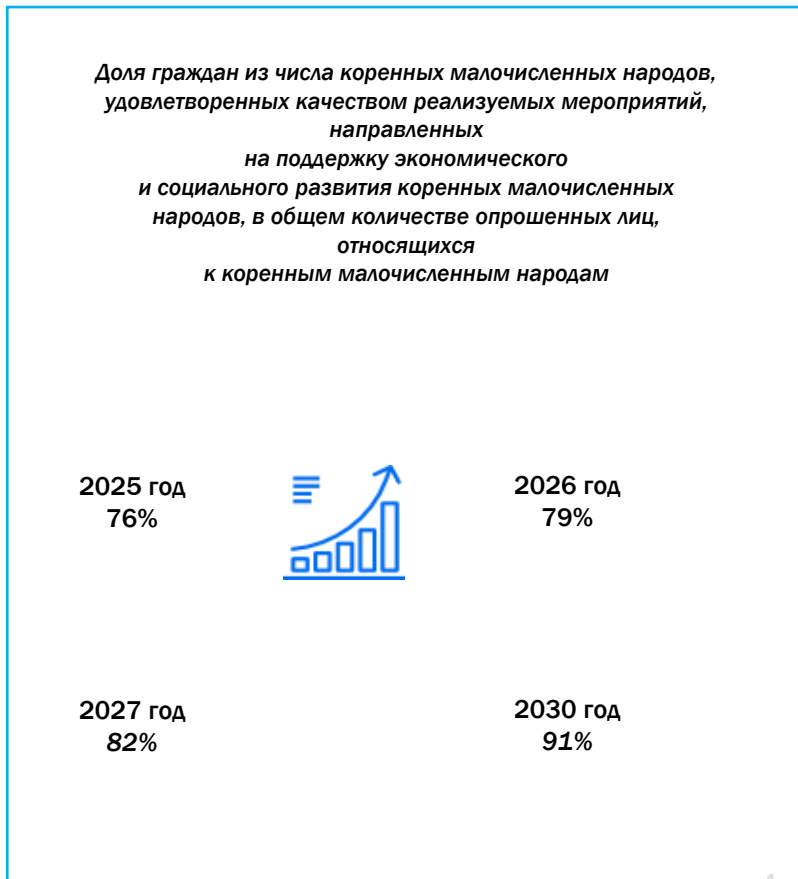 Доля граждан из числа коренных малочисленных народов,
удовлетворенных качеством реализуемых мероприятий,
направленных
на поддержку экономического
и социального развития коренных малочисленных
народов, в общем количестве опрошенных лиц,
относящихся
к коренным малочисленным народам
2025 год
76%
2026 год
79%
2027 год
82%
2030 год
91%